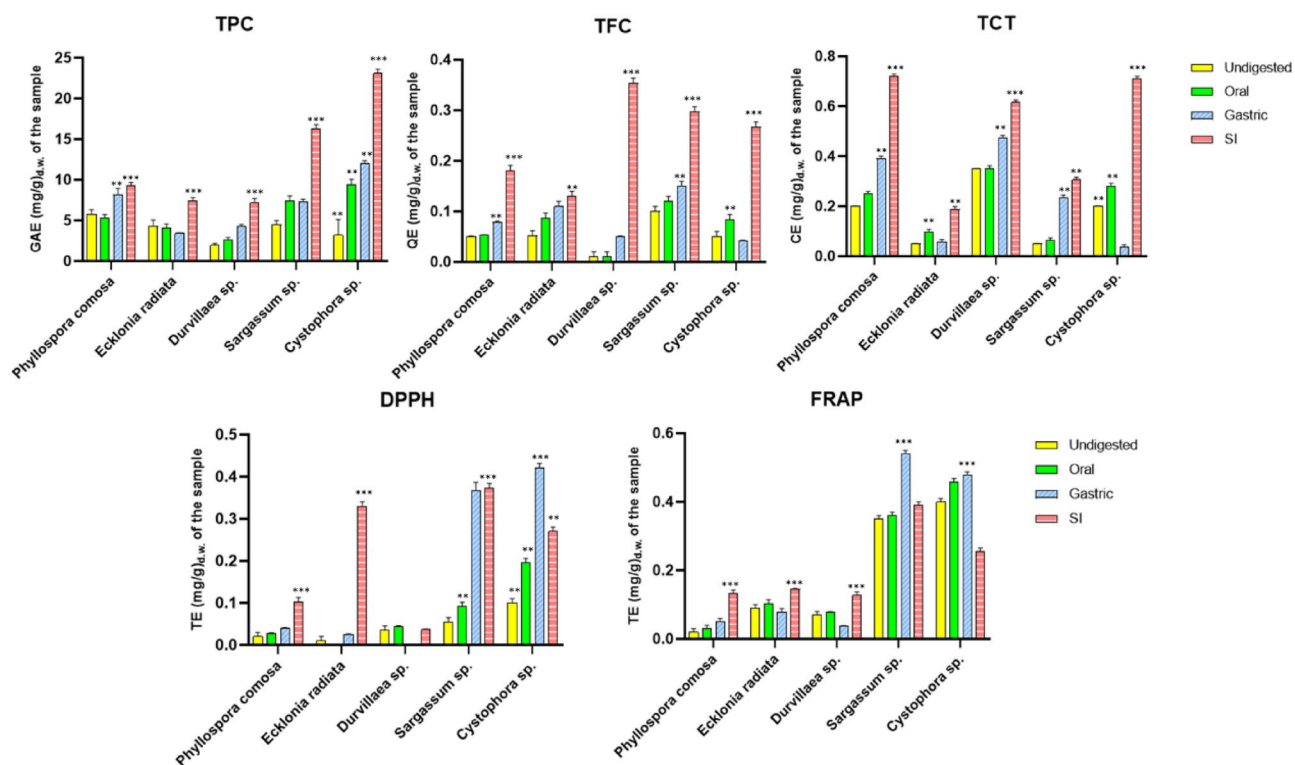 TPC
GAE (mg/g)d.w. of the sample
25
20
15
10
5
0
** ***
***
***
***
** ** ** ***
Phyllospora comosa
Ecklonia radiata
Durvillaea sp.
Sargassum sp.
Cystophora sp.
TFC
QE (mg/g)d.w. of the sample
0.4
0.3
0.2
0.1
0.0
** ***
**
***
** ***
** ***
Phyllospora comosa
Ecklonia radiata
Durvillaea sp.
Sargassum sp.
Cystophora sp.
TCT
CE (mg/g)d.w. of the sample
0.8
0.6
0.4
0.2
0.0
** ***
** **
** ***
** **
** ** ***
Phyllospora comosa
Ecklonia radiata
Durvillaea sp.
Sargassum sp.
Cystophora sp.
Undigested
Oral
Gastric
SI
DPPH
TE (mg/g)d.w. of the sample
0.5
0.4
0.3
0.2
0.1
0.0
***
***
** ***
** ** *** **
Phyllospora comosa
Ecklonia radiata
Durvillaea sp.
Sargassum sp.
Cystophora sp.
FRAP
TE (mg/g)d.w. of the sample
0.6
0.4
0.2
0.0
***
***
***
***
***
Phyllospora comosa
Ecklonia radiata
Durvillaea sp.
Sargassum sp.
Cystophora sp.
Undigested
Oral
Gastric
SI